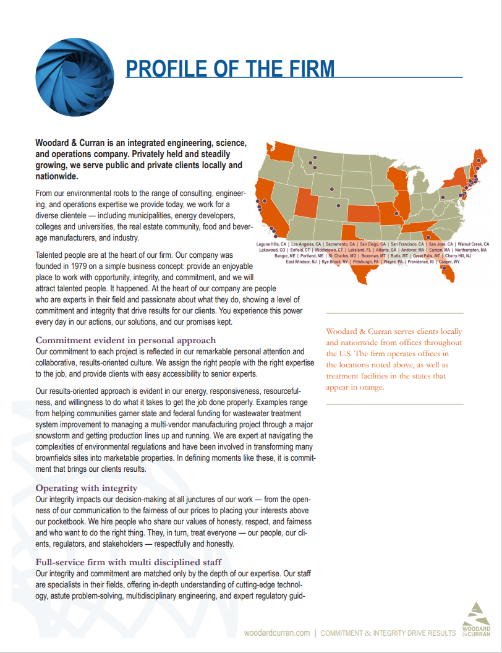 PROFILE OF THE FIRM
Woodard & Curran is an integrated engineering, science,
and operations company. Privately held and steadily
growing, we serve public and private clients locally and
nationwide.
From our environmental roots to the range of consulting, engineer-
ing, and operations expertise we provide today, we work for a
diverse clientele — including municipalities, energy developers,
colleges and universities, the real estate community, food and bever-
age manufacturers, and industry.
Talented people are at the heart of our firm. Our company was
founded in 1979 on a simple business concept: provide an enjoyable
place to work with opportunity, integrity, and commitment, and we will
attract talented people. It happened. At the heart of our company are people
who are experts in their field and passionate about what they do, showing a level of
commitment and integrity that drive results for our clients. You experience this power
every day in our actions, our solutions, and our promises kept.
Commitment evident in personal approach
Our commitment to each project is reflected in our remarkable personal attention and
collaborative, results-oriented culture. We assign the right people with the right expertise
to the job, and provide clients with easy accessibility to senior experts.
Our results-oriented approach is evident in our energy, responsiveness, resourceful-
ness, and willingness to do what it takes to get the job done properly. Examples range
from helping communities garner state and federal funding for wastewater treatment
system improvement to managing a multi-vendor manufacturing project through a major
snowstorm and getting production lines up and running. We are expert at navigating the
complexities of environmental regulations and have been involved in transforming many
brownfields sites into marketable properties. In defining moments like these, it is commit-
ment that brings our clients results.
Operating with integrity
Our integrity impacts our decision-making at all junctures of our work — from the open-
ness of our communication to the fairness of our prices to placing your interests above
our pocketbook. We hire people who share our values of honesty, respect, and fairness
and who want to do the right thing. They, in turn, treat everyone — our people, our cli-
ents, regulators, and stakeholders — respectfully and honestly.
Full-service firm with multi disciplined staff
Our integrity and commitment are matched only by the depth of our expertise. Our staff
are specialists in their fields, offering in-depth understanding of cutting-edge technol-
ogy, astute problem-solving, multidisciplinary engineering, and expert regulatory guid-
Laguna Hills, CA | Los Angeles, CA | Sacramento, CA | San Diego, CA | San Francisco, CA | San Jose, CA | Walnut Creek, CA
Lakewood, CO | Enfield, CT | Middletown, CT | Lakeland, FL | Atlanta, GA | Andover, MA | Canton, MA | Northampton, MA
Bangor, ME | Portland, ME | St. Charles, MO | Bozeman, MT | Butte, MT | Great Falls, MT | Cherry Hill, NJ
East Windsor, NJ | Rye Brook, NY | Pittsburgh, PA | Wayne, PA | Providence, RI | Casper, WY
Woodard & Curran serves clients locally
and nationwide from offices throughout
the U.S. The firm operates offices in
the locations noted above, as well as
treatment facilities in the states that
appear in orange.
woodardcurran.com | COMMITMENT & INTEGRITY DRIVE RESULTS
WOODARD
&CURRAN